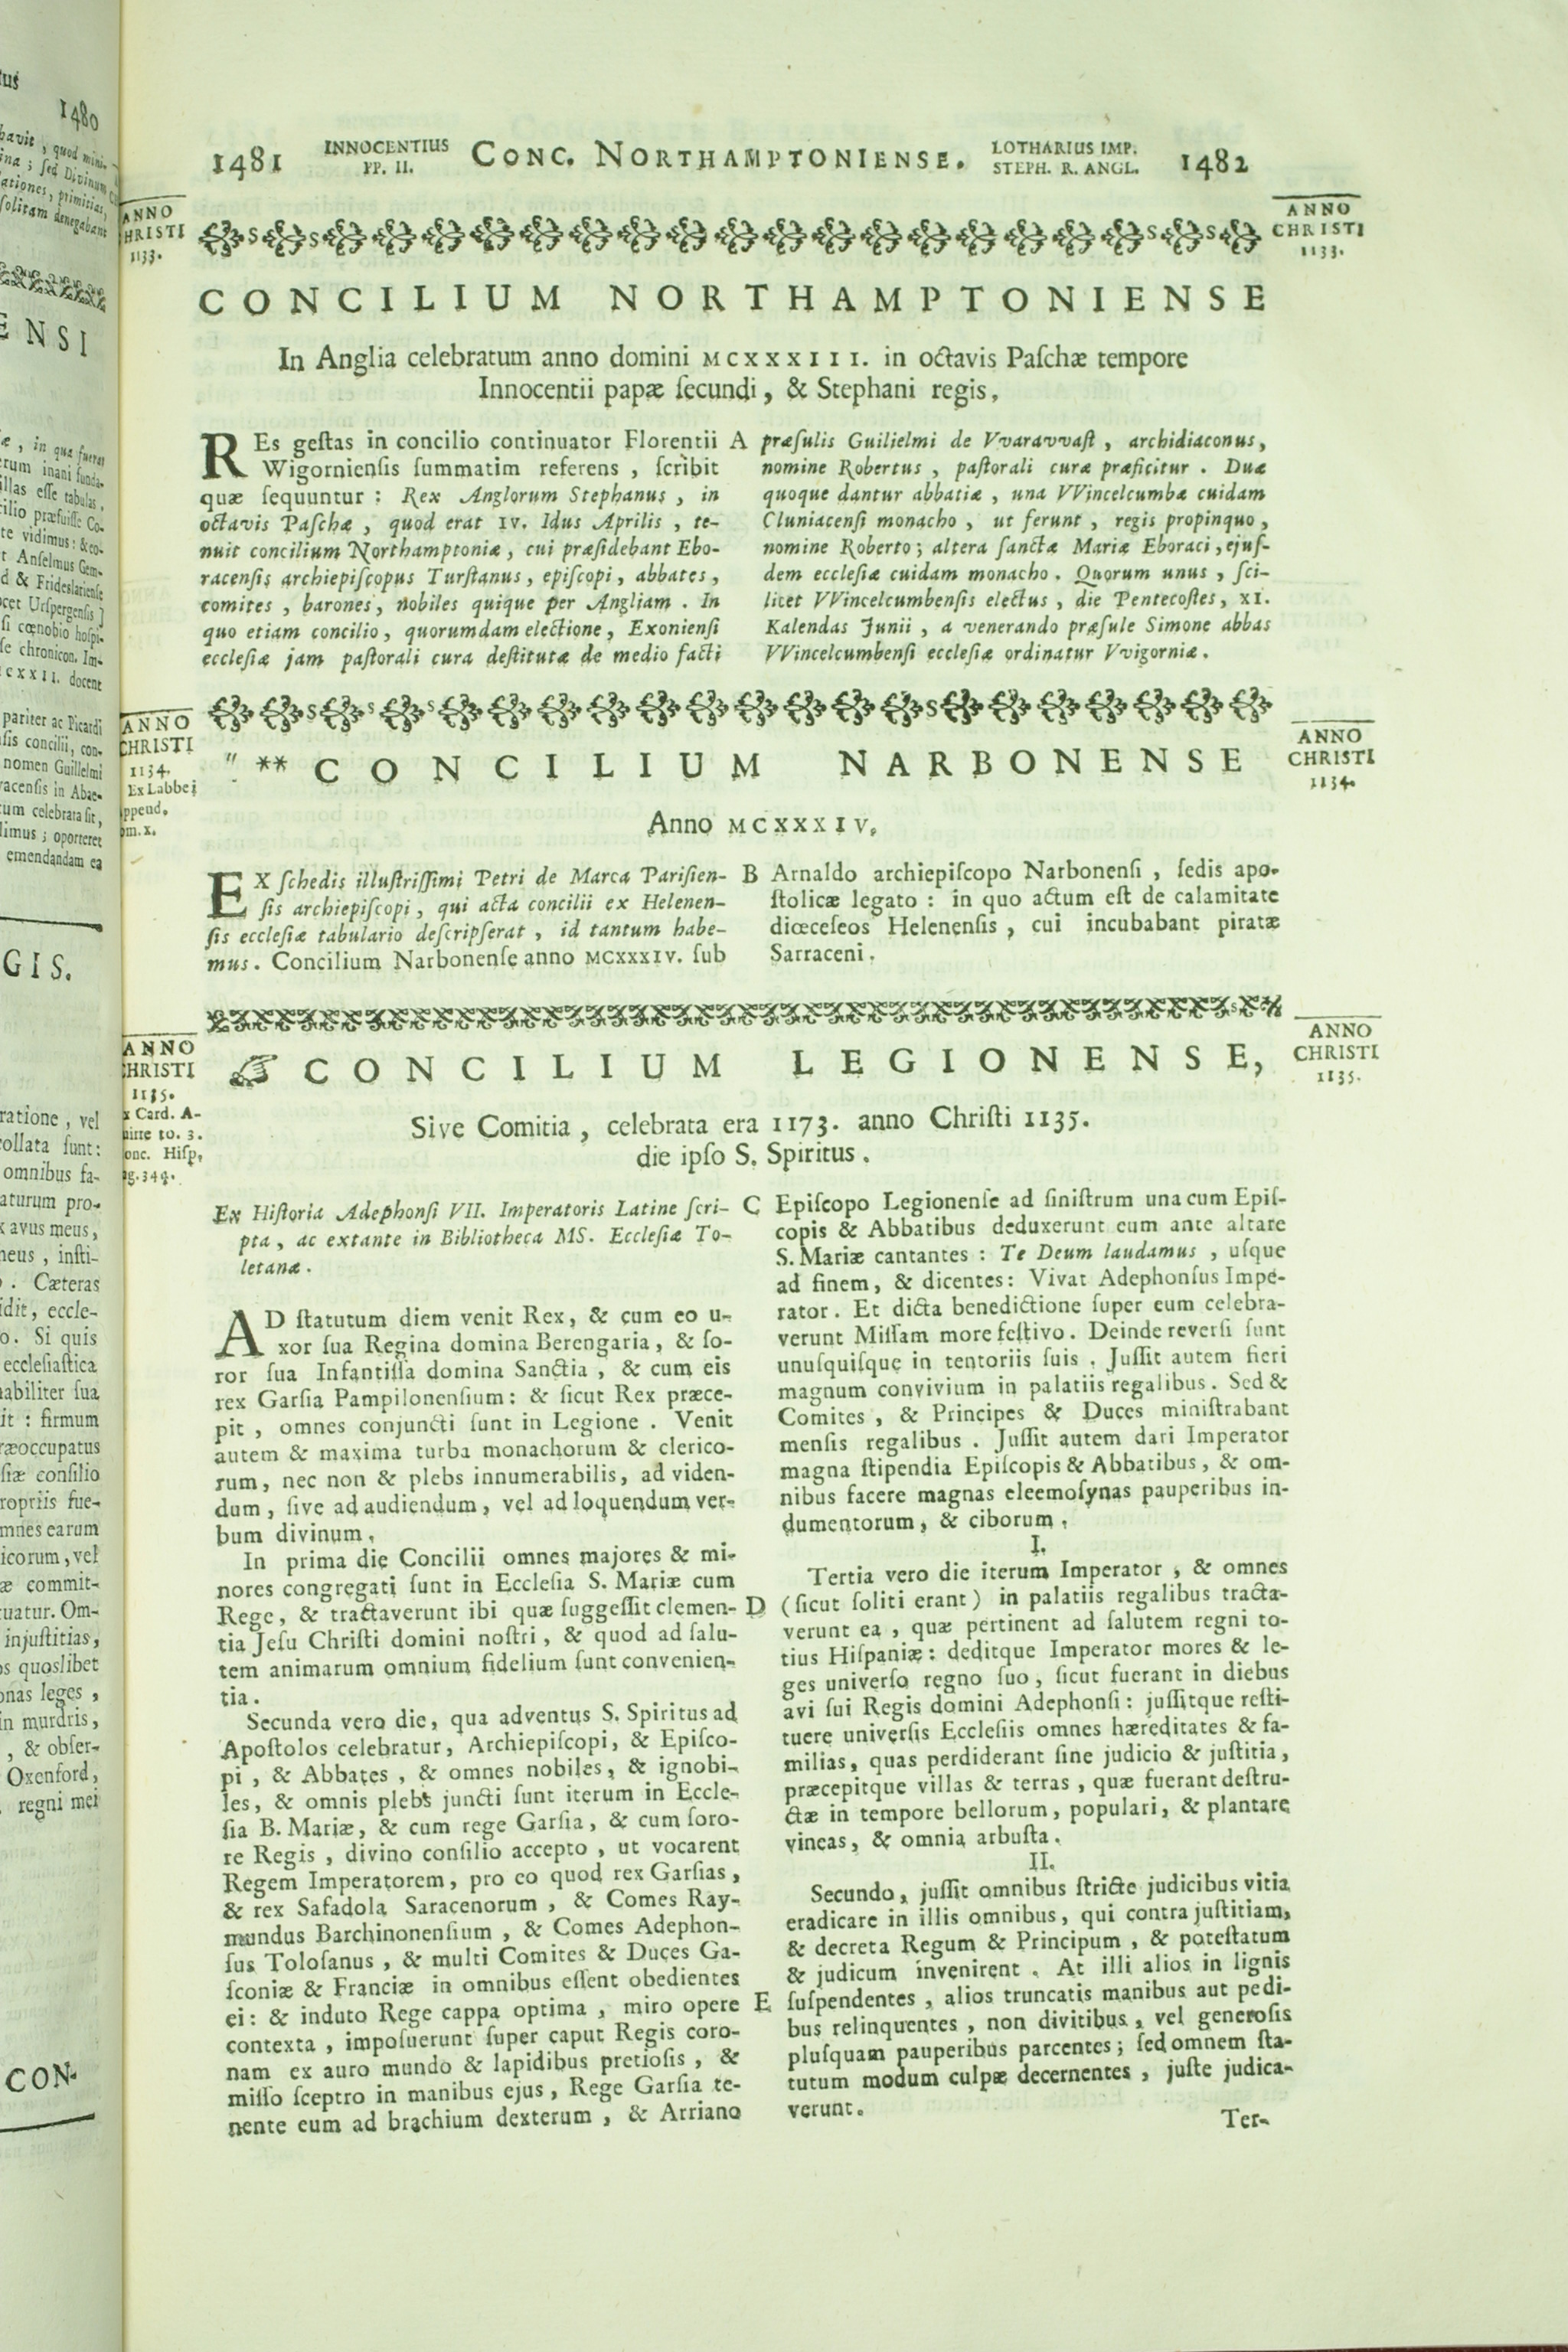 1481 INNOCENTIUS PP. II. CONC. NORTHAMPTONIENSE. LOTHARIUS IMP. STEPH. R. ANGL. 1482
ANNO
CHRISTI
1133.
ANNO
CHRISTI
1133.
CONCILIUM NORTHAMPTONIENSE
In Anglia celebratum anno domini MCXXXIII. in octavis Paſchæ tempore
Innocentii papæ ſecundi, & Stephani regis.
REs geſtas in concilio continuator Florentii
Wigornienſis ſummatim referens, ſcribit
quæ ſequuntur: Rex Anglorum Stephanus, in
octavis Paſchæ, quod erat IV. Idus Aprilis, te-
nuit concilium Northamptoniæ, cui præſidebant Ebo-
racenſis archiepiſcopus Turſtanus, epiſcopi, abbates,
comites, barones, nobiles quique per Angliam. In
quo etiam concilio, quorumdam electione, Exonienſi
eccleſiæ jam paſtorali cura deſtitutæ de medio facti
A
præſulis Guilielmi de Vvaravvaſt, archidiaconus,
nomine Robertus, paſtorali curæ præficitur. Duæ
quoque dantur abbatiæ, una VVincelcumbæ cuidam
Cluniacenſi monacho, ut ferunt, regis propinquo,
nomine Roberto; altera ſanctæ Mariæ Eboraci, ejuſ-
dem eccleſiæ cuidam monacho. Quorum unus, ſci-
licet VVincelcumbenſis electus, die Pentecoſtes, XI.
Kalendas Junii, a venerando præſule Simone abbas
VVincelcumbenſi eccleſiæ ordinatur Vvigorniæ.
ANNO
CHRISTI
1134.
Ex Labbei
ppend.
om. x.
ANNO
CHRISTI
1134.
** CONCILIUM NARBONENSE
Anno MCXXXIV.
EX ſchedis illuſtriſſimi Petri de Marca Pariſien-
ſis archiepiſcopi, qui acta concilii ex Helenen-
ſis eccleſiæ tabulario deſcripſerat, id tantum habe-
mus. Concilium Narbonenſe anno MCXXXIV. ſub
B
Arnaldo archiepiſcopo Narbonenſi, ſedis apo-
ſtolicæ legato: in quo actum eſt de calamitate
diœceſeos Helenenſis, cui incubabant piratæ
Sarraceni.
ANNO
CHRISTI
1135.
x Card. A-
uirre to. 3.
onc. Hiſp.
ag. 344.
ANNO
CHRISTI
1135.
☞ CONCILIUM LEGIONENSE,
Sive Comitia, celebrata era 1173. anno Chriſti 1135.
die ipſo S. Spiritus.
Ex Hiſtoria Adephonſi VII. Imperatoris Latine ſcri-
pta, ac extante in Bibliotheca MS. Eccleſiæ To-
letanæ.
AD ſtatutum diem venit Rex, & cum eo u-
xor ſua Regina domina Berengaria, & ſo-
ror ſua Infantiſſa domina Sanctia, & cum eis
rex Garſia Pampilonenſium: & ſicut Rex præce-
pit, omnes conjuncti ſunt in Legione. Venit
autem & maxima turba monachorum & clerico-
rum, nec non & plebs innumerabilis, ad viden-
dum, ſive ad audiendum, vel ad loquendum ver-
bum divinum.
In prima die Concilii omnes majores & mi-
nores congregati ſunt in Eccleſia S. Mariæ cum
Rege, & tractaverunt ibi quæ ſuggeſſit clemen-
tia Jeſu Chriſti domini noſtri, & quod ad ſalu-
tem animarum omnium fidelium ſunt convenien-
tia.
Secunda vero die, qua adventus S. Spiritus ad
Apoſtolos celebratur, Archiepiſcopi, & Epiſco-
pi, & Abbates, & omnes nobiles, & ignobi-
les, & omnis plebs juncti ſunt iterum in Eccle-
ſia B. Mariæ, & cum rege Garſia, & cum ſoro-
re Regis, divino conſilio accepto, ut vocarent
Regem Imperatorem, pro eo quod rex Garſias,
& rex Safadola Saracenorum, & Comes Ray-
mundus Barchinonenſium, & Comes Adephon-
ſus Toloſanus, & multi Comites & Duces Ga-
ſconiæ & Franciæ in omnibus eſſent obedientes
ei: & induto Rege cappa optima, miro opere
contexta, impoſuerunt ſuper caput Regis coro-
nam ex auro mundo & lapidibus pretioſis, &
miſſo ſceptro in manibus ejus, Rege Garſia te-
nente eum ad brachium dexterum, & Arriano
C
D
E
Epiſcopo Legionenſe ad ſiniſtrum una cum Epiſ-
copis & Abbatibus deduxerunt eum ante altare
S. Mariæ cantantes: Te Deum laudamus, uſque
ad finem, & dicentes: Vivat Adephonſus Impe-
rator. Et dicta benedictione ſuper eum celebra-
verunt Miſſam more feſtivo. Deinde reverſi ſunt
unuſquiſque in tentoriis ſuis. Juſſit autem fieri
magnum convivium in palatiis regalibus. Sed &
Comites, & Principes & Duces miniſtrabant
menſis regalibus. Juſſit autem dari Imperator
magna ſtipendia Epiſcopis & Abbatibus, & om-
nibus facere magnas eleemoſynas pauperibus in-
dumentorum, & ciborum.
I.
Tertia vero die iterum Imperator, & omnes
(ſicut ſoliti erant) in palatiis regalibus tracta-
verunt ea, quæ pertinent ad ſalutem regni to-
tius Hiſpaniæ: deditque Imperator mores & le-
ges univerſo regno ſuo, ſicut fuerant in diebus
avi ſui Regis domini Adephonſi: juſſitque reſti-
tuere univerſis Eccleſiis omnes hæreditates & fa-
milias, quas perdiderant ſine judicio & juſtitia,
præcepitque villas & terras, quæ fuerant deſtru-
ctæ in tempore bellorum, populari, & plantare
vineas, & omnia arbuſta.
II.
Secundo, juſſit omnibus ſtricte judicibus vitia
eradicare in illis omnibus, qui contra juſtitiam,
& decreta Regum & Principum, & poteſtatum
& judicum invenirent. At illi alios in lignis
ſuſpendentes, alios truncatis manibus aut pedi-
bus relinquentes, non divitibus, vel generoſis
pluſquam pauperibus parcentes; ſed omnem ſta-
tutum modum culpæ decernentes, juſte judica-
verunt.
Ter-